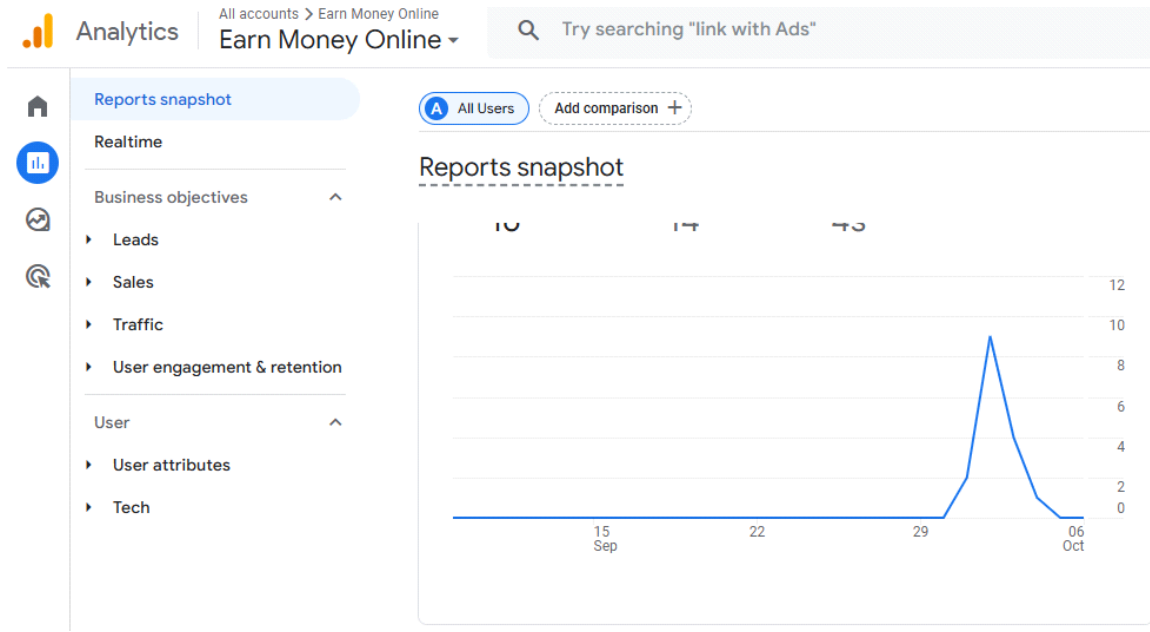 All accounts > Earn Money Online
Analytics
Earn Money Online
Try searching "link with Ads"
Reports snapshot
Realtime
Business objectives
Leads
Sales
Traffic
User engagement & retention
User
User attributes
Tech
A All Users
Add comparison +
Reports snapshot
14
43
12
10
8
6
4
2
0
15 22 29 06
Sep Oct